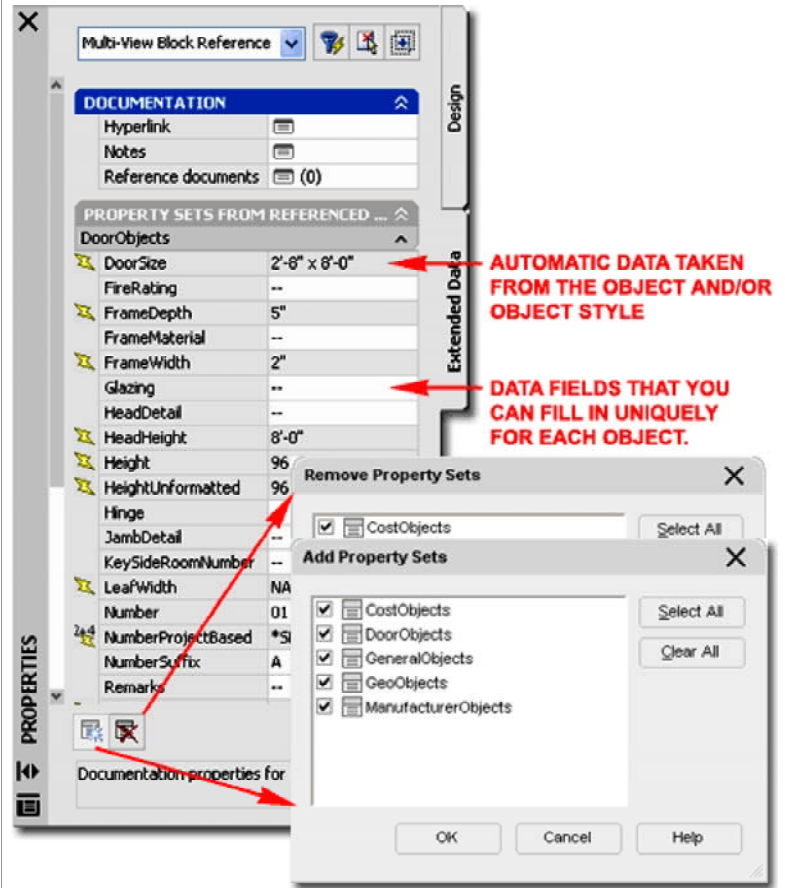 Multi-View Block Reference
DOCUMENTATION
Hyperlink
Notes
Reference documents (0)
PROPERTY SETS FROM REFERENCED ...
DoorObjects
DoorSize 2'-8" x 8'-0"
FireRating --
FrameDepth 5"
FrameMaterial --
FrameWidth 2"
Glazing --
HeadDetail --
HeadHeight 8'-0"
Height 96
HeightUnformatted 96
Hinge
JambDetail --
KeySideRoomNumber --
LeafWidth NA
Number 01
2+4 NumberProjectBased
NumberSuffix A
Remarks --
Documentation properties for
PROPERTIES
Design
Extended Data
AUTOMATIC DATA TAKEN
FROM THE OBJECT AND/OR
OBJECT STYLE
DATA FIELDS THAT YOU
CAN FILL IN UNIQUELY
FOR EACH OBJECT.
Remove Property Sets
CostObjects
Select All
Add Property Sets
CostObjects
DoorObjects
GeneralObjects
GeoObjects
ManufacturerObjects
Select All
Clear All
OK Cancel Help